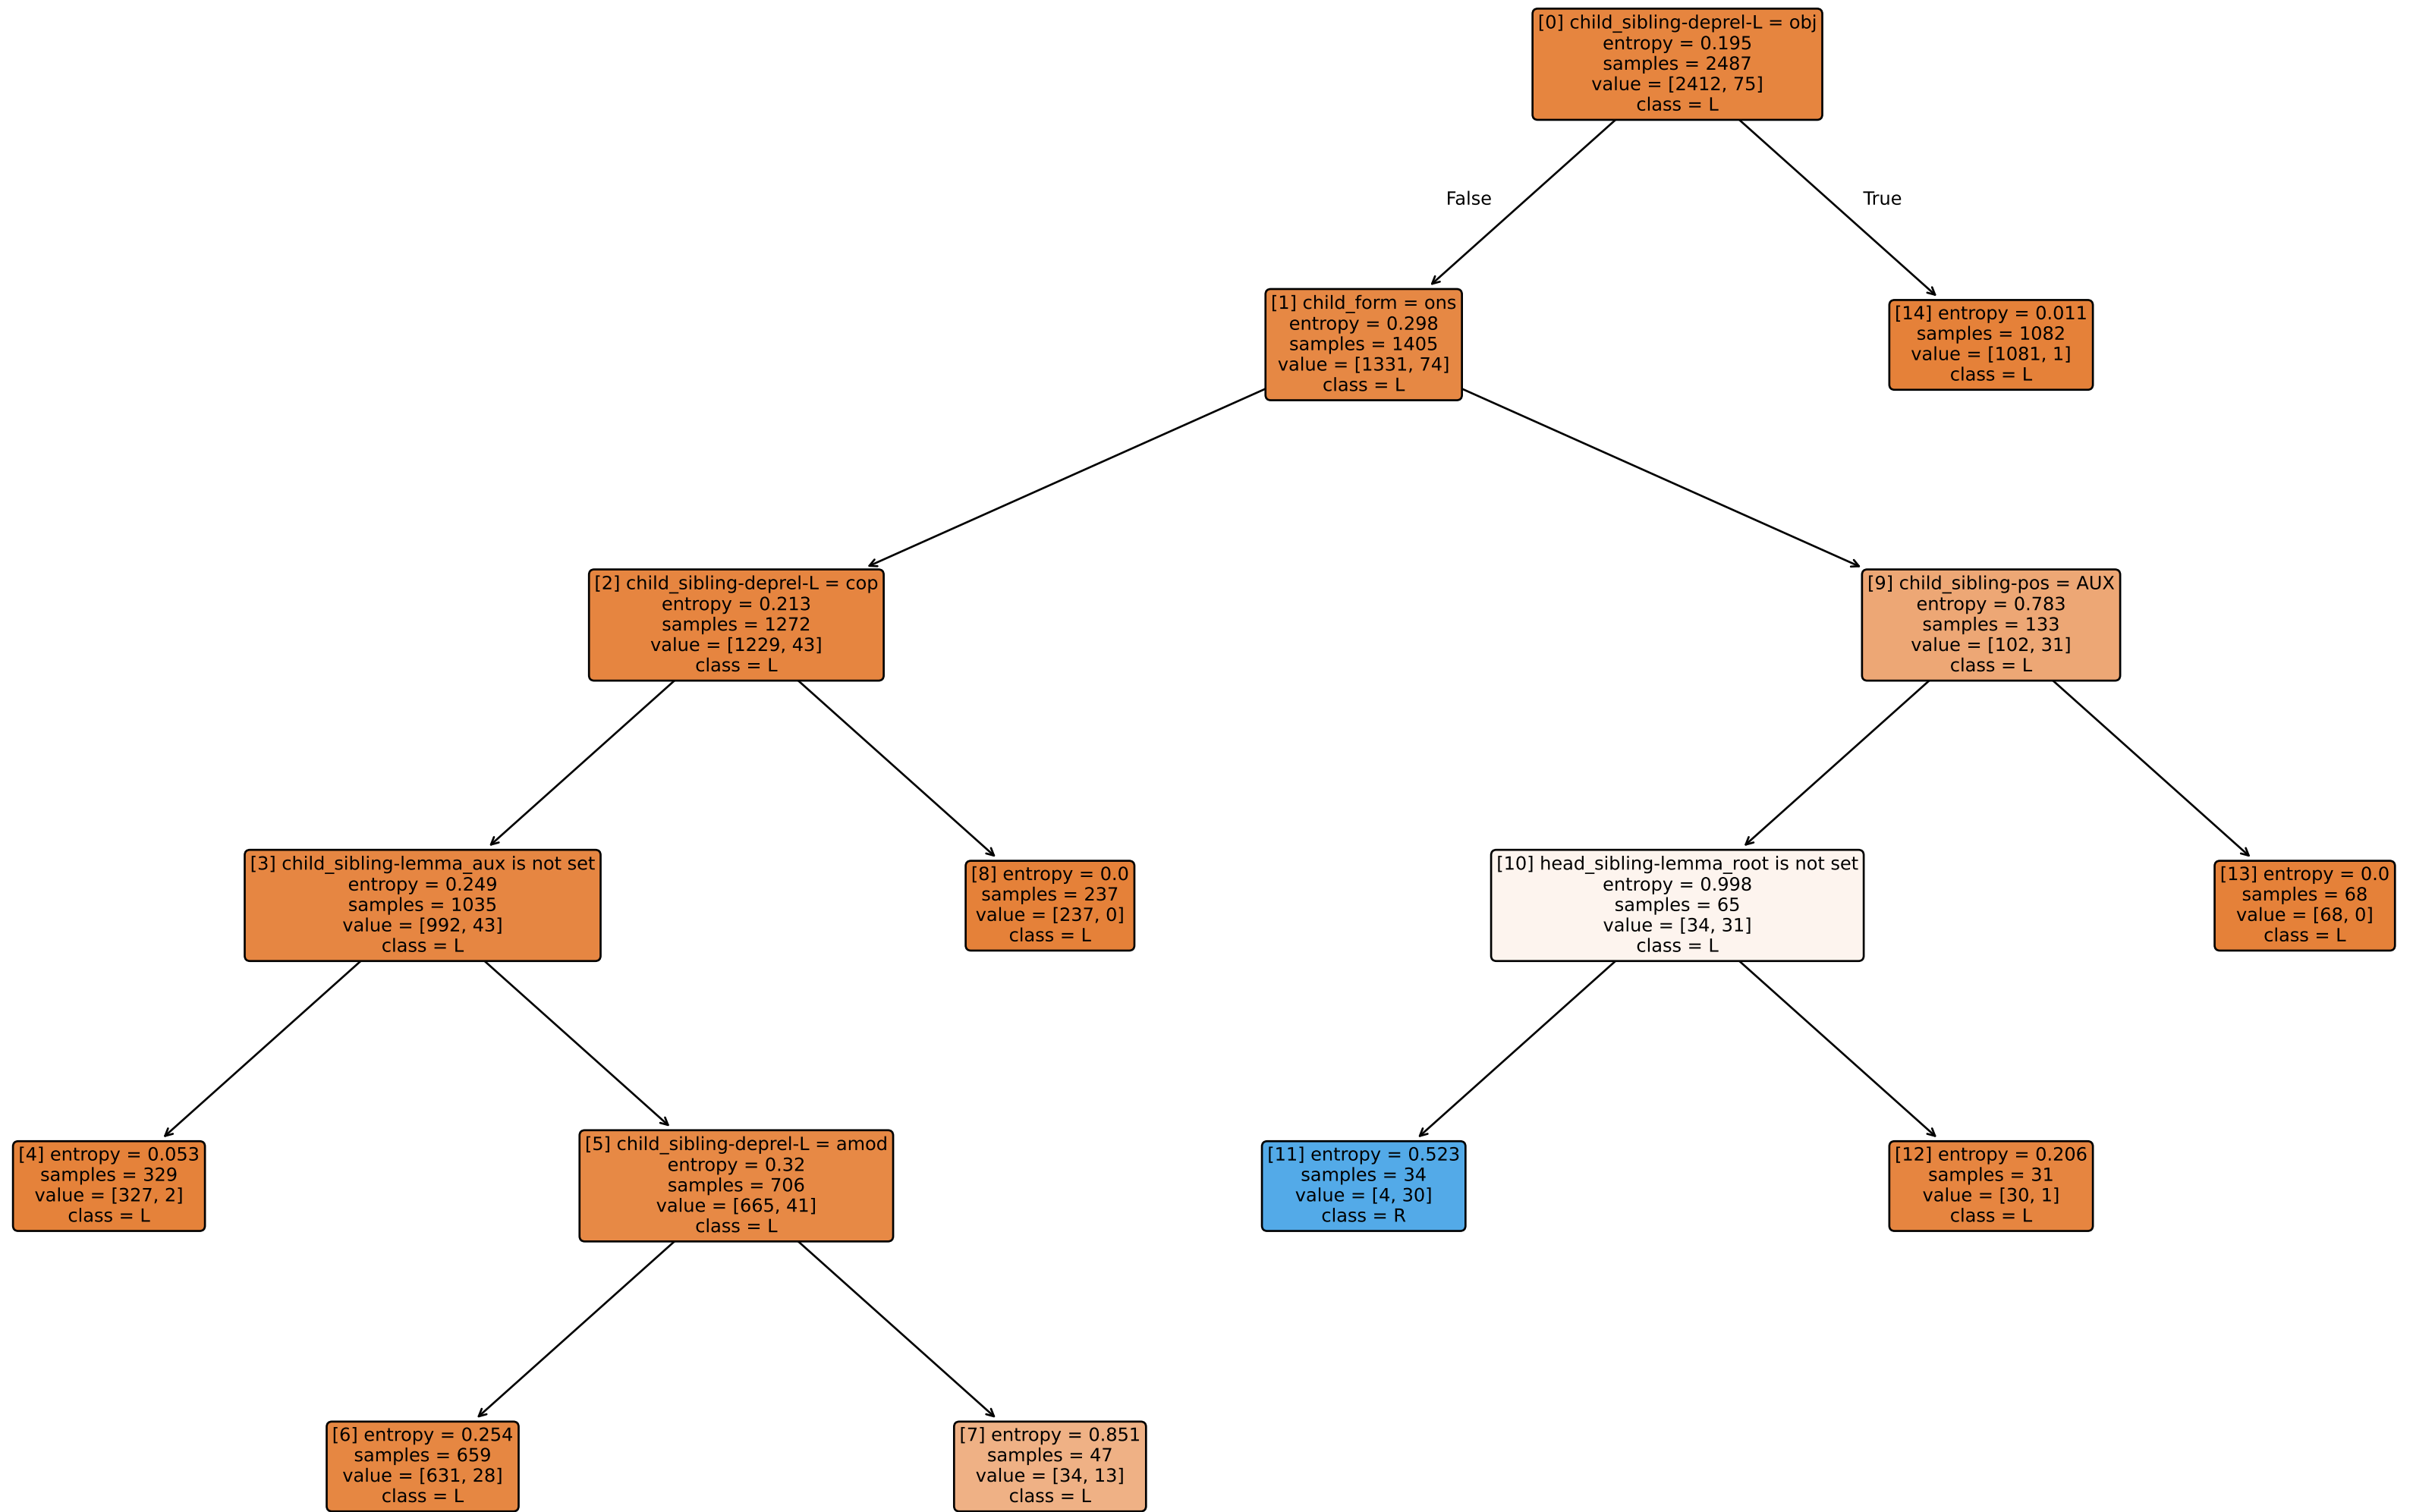 [0] child_sibling-deprel-L = obj
entropy = 0.195
samples = 2487
value = [2412, 75]
class = L
False
True
[1] child_form = ons
entropy = 0.298
samples = 1405
value = [1331, 74]
class = L
[14] entropy = 0.011
samples = 1082
value = [1081, 1]
class = L
[2] child_sibling-deprel-L = cop
entropy = 0.213
samples = 1272
value = [1229, 43]
class = L
[9] child_sibling-pos = AUX
entropy = 0.783
samples = 133
value = [102, 31]
class = L
[3] child_sibling-lemma_aux is not set
entropy = 0.249
samples = 1035
value = [992, 43]
class = L
[8] entropy = 0.0
samples = 237
value = [237, 0]
class = L
[10] head_sibling-lemma_root is not set
entropy = 0.998
samples = 65
value = [34, 31]
class = L
[13] entropy = 0.0
samples = 68
value = [68, 0]
class = L
[4] entropy = 0.053
samples = 329
value = [327, 2]
class = L
[5] child_sibling-deprel-L = amod
entropy = 0.32
samples = 706
value = [665, 41]
class = L
[11] entropy = 0.523
samples = 34
value = [4, 30]
class = R
[12] entropy = 0.206
samples = 31
value = [30, 1]
class = L
[6] entropy = 0.254
samples = 659
value = [631, 28]
class = L
[7] entropy = 0.851
samples = 47
value = [34, 13]
class = L